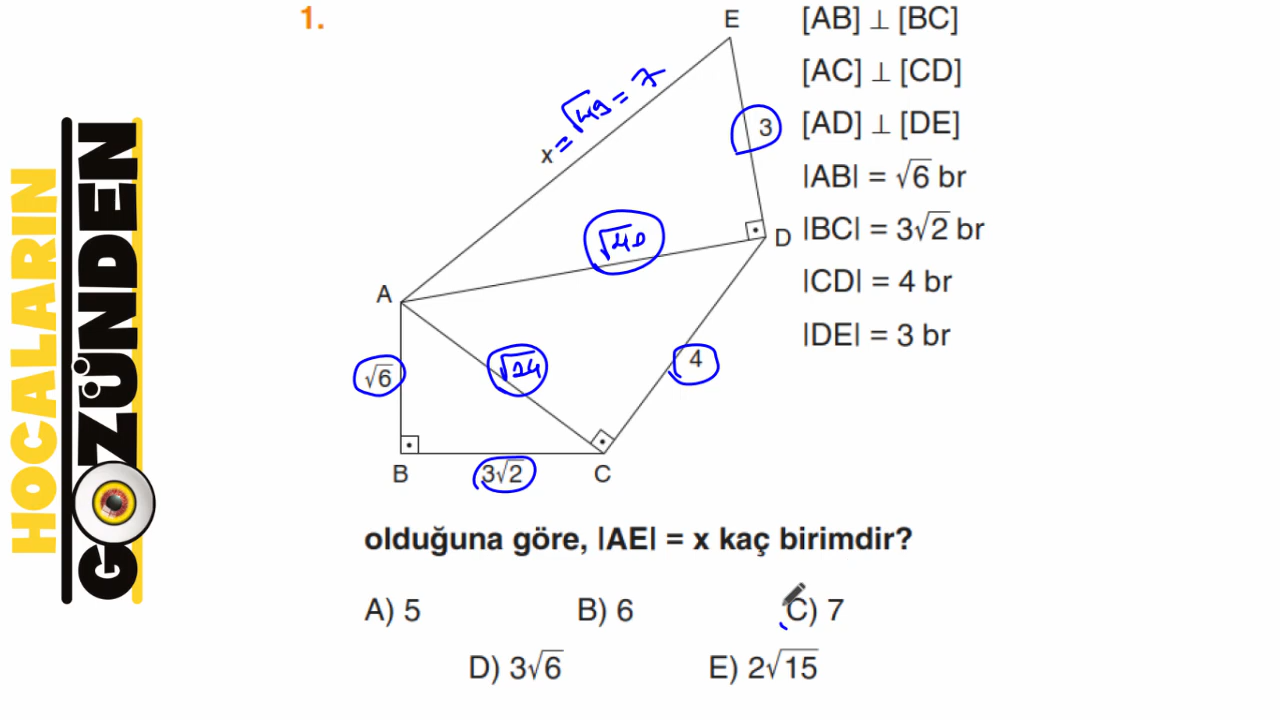 HOCALARIN
GÖZÜNDEN
1.
E
[AB] ⊥ [BC]
[AC] ⊥ [CD]
x = √49 = 7
3
[AD] ⊥ [DE]
|AB| = √6 br
√40
D
|BC| = 3√2 br
|CD| = 4 br
A
|DE| = 3 br
√6
√24
4
B
3√2
C
olduğuna göre, |AE| = x kaç birimdir?
A) 5 B) 6 C) 7
D) 3√6 E) 2√15